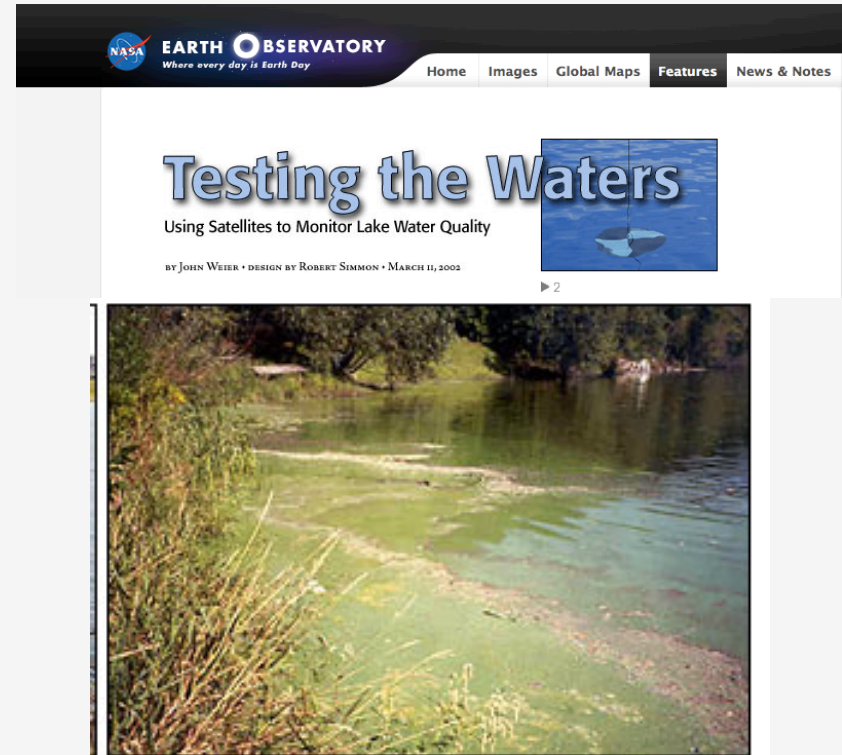 NASA
EARTH OBSERVATORY
Where every day is Earth Day
Home Images Global Maps Features News & Notes
Testing the Waters
Using Satellites to Monitor Lake Water Quality
BY JOHN WEIER • DESIGN BY ROBERT SIMMON • MARCH 11, 2002
▶ 2